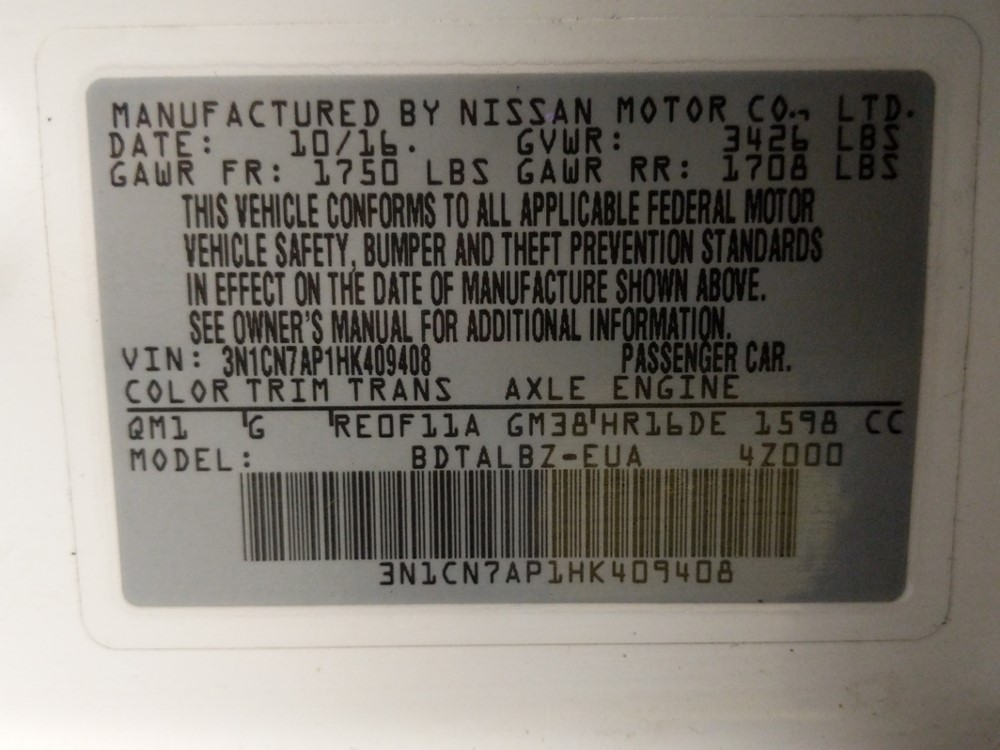 MANUFACTURED BY NISSAN MOTOR CO., LTD.
DATE: 10/16. GVWR: 3426 LBS
GAWR FR: 1750 LBS GAWR RR: 1708 LBS
THIS VEHICLE CONFORMS TO ALL APPLICABLE FEDERAL MOTOR
VEHICLE SAFETY, BUMPER AND THEFT PREVENTION STANDARDS
IN EFFECT ON THE DATE OF MANUFACTURE SHOWN ABOVE.
SEE OWNER'S MANUAL FOR ADDITIONAL INFORMATION.
VIN: 3N1CN7AP1HK409408 PASSENGER CAR.
COLOR TRIM TRANS AXLE ENGINE
QM1 G RE0F11A GM38 HR16DE 1598 CC
MODEL: BDTALBZ-EUA 4Z000
3N1CN7AP1HK409408